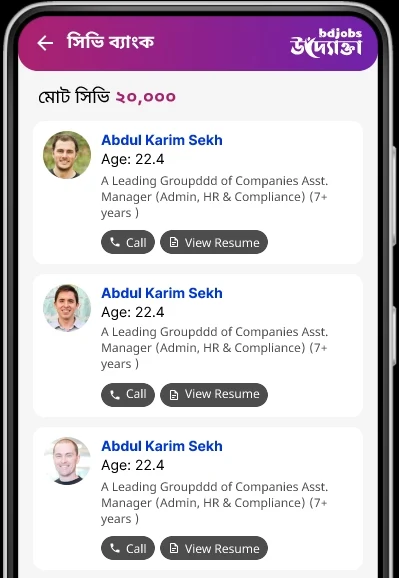 সিভি ব্যাংক
bdjobs
উদ্যোক্তা
মোট সিভি ২০,০০০
Abdul Karim Sekh
Age: 22.4
A Leading Groupddd of Companies Asst.
Manager (Admin, HR & Compliance) (7+
years )
Call View Resume
Abdul Karim Sekh
Age: 22.4
A Leading Groupddd of Companies Asst.
Manager (Admin, HR & Compliance) (7+
years )
Call View Resume
Abdul Karim Sekh
Age: 22.4
A Leading Groupddd of Companies Asst.
Manager (Admin, HR & Compliance) (7+
years )
Call View Resume